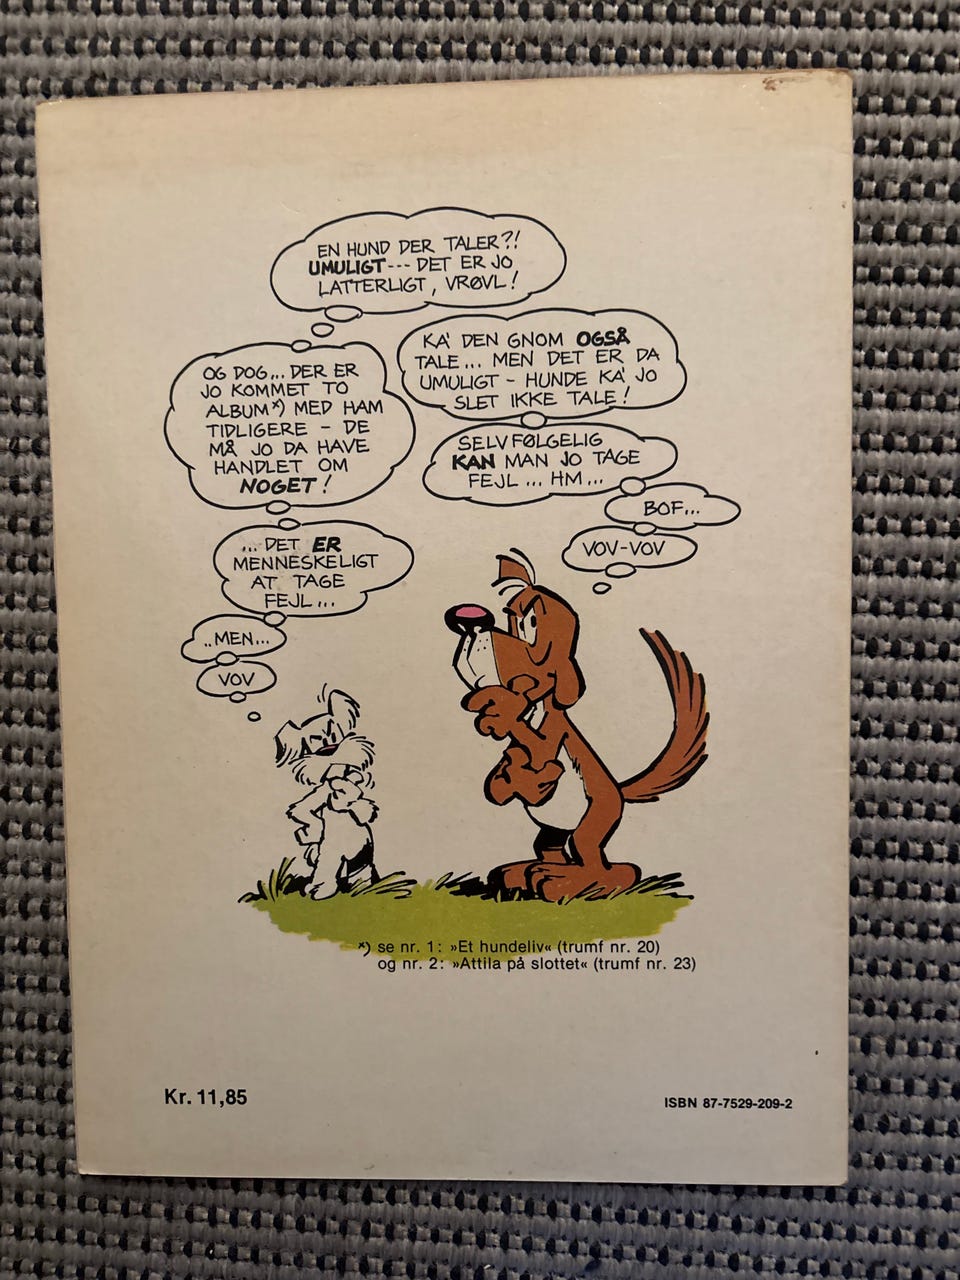 EN HUND DER TALER?!
UMULIGT--- DET ER JO
LATTERLIGT, VRØVL!
OG DOG... DER ER
JO KOMMET TO
ALBUM*) MED HAM
TIDLIGERE - DE
MÅ JO DA HAVE
HANDLET OM
NOGET!
... DET ER
MENNESKELIGT
AT TAGE
FEJL...
..MEN...
VOV
KA' DEN GNOM OGSÅ
TALE... MEN DET ER DA
UMULIGT - HUNDE KA' JO
SLET IKKE TALE!
SELVFØLGELIG
KAN MAN JO TAGE
FEJL... HM...
BOF...
VOV-VOV
*) se nr. 1: »Et hundeliv« (trumf nr. 20)
og nr. 2: »Attila på slottet« (trumf nr. 23)
Kr. 11,85
ISBN 87-7529-209-2